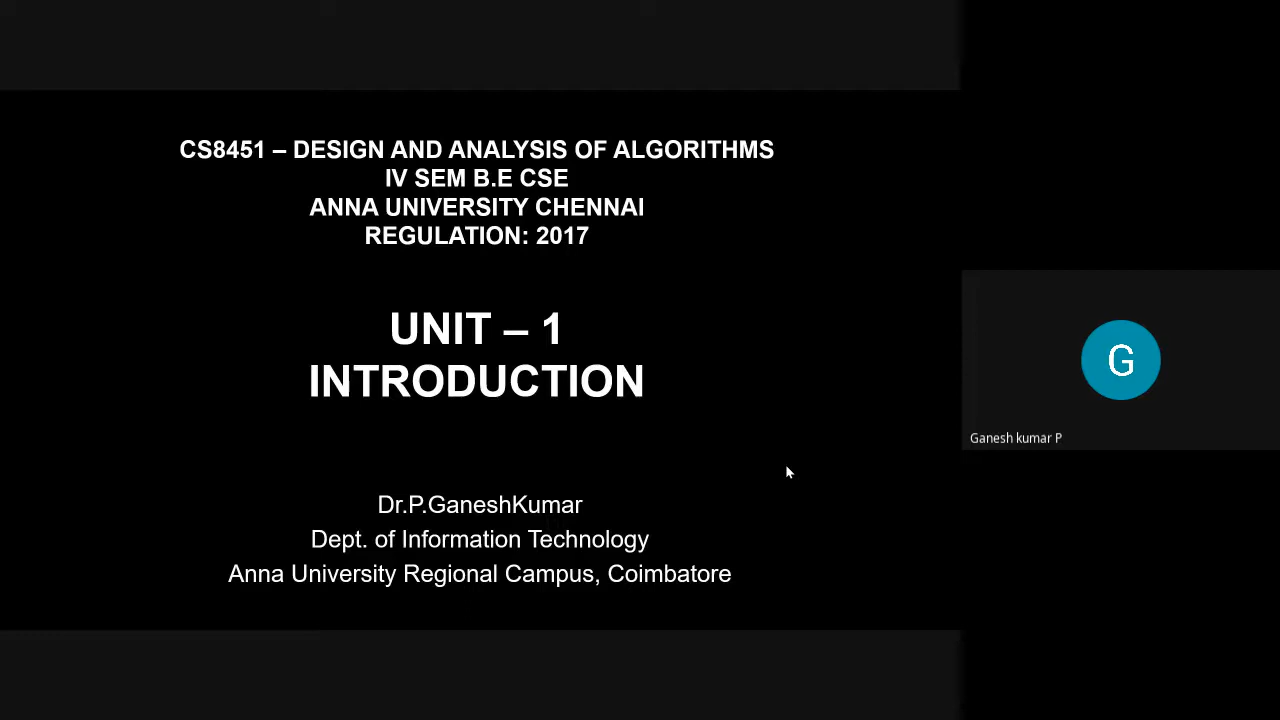 CS8451 – DESIGN AND ANALYSIS OF ALGORITHMS
IV SEM B.E CSE
ANNA UNIVERSITY CHENNAI
REGULATION: 2017
UNIT – 1
INTRODUCTION
G
Ganesh kumar P
Dr.P.GaneshKumar
Dept. of Information Technology
Anna University Regional Campus, Coimbatore